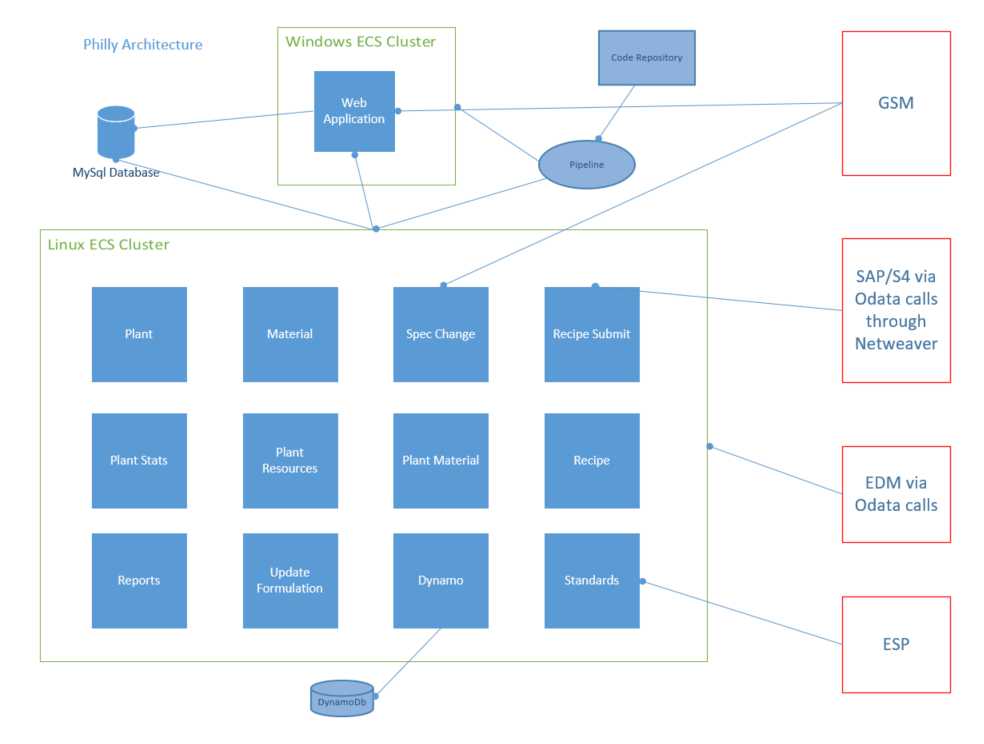 Philly Architecture
Windows ECS Cluster
Web
Application
Code Repository
GSM
MySql Database
Pipeline
Linux ECS Cluster
SAP/S4 via
Odata calls
through
Netweaver
Plant
Material
Spec Change
Recipe Submit
Plant Stats
Plant
Resources
Plant Material
Recipe
EDM via
Odata calls
Reports
Update
Formulation
Dynamo
Standards
ESP
DynamoDb